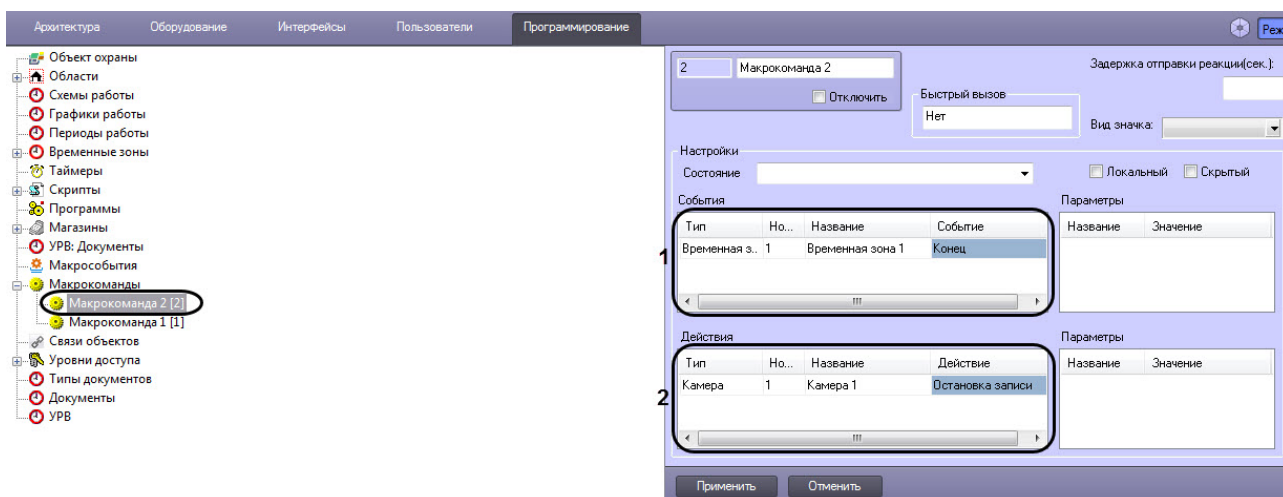 Архитектура Оборудование Интерфейсы Пользователи Программирование
Объект охраны
Области
Схемы работы
Графики работы
Периоды работы
Временные зоны
Таймеры
Скрипты
Программы
Магазины
УРВ: Документы
Макрособытия
Макрокоманды
Макрокоманда 2 [2]
Макрокоманда 1 [1]
Связи объектов
Уровни доступа
Типы документов
Документы
УРВ
2 Макрокоманда 2
Отключить
Быстрый вызов
Нет
Задержка отправки реакции(сек.):
Вид значка:
Настройки
Состояние
Локальный Скрытый
События
Тип Но... Название Событие
Временная з.. 1 Временная зона 1 Конец
1
Параметры
Название Значение
Действия
Тип Но... Название Действие
Камера 1 Камера 1 Остановка записи
2
Параметры
Название Значение
Применить Отменить